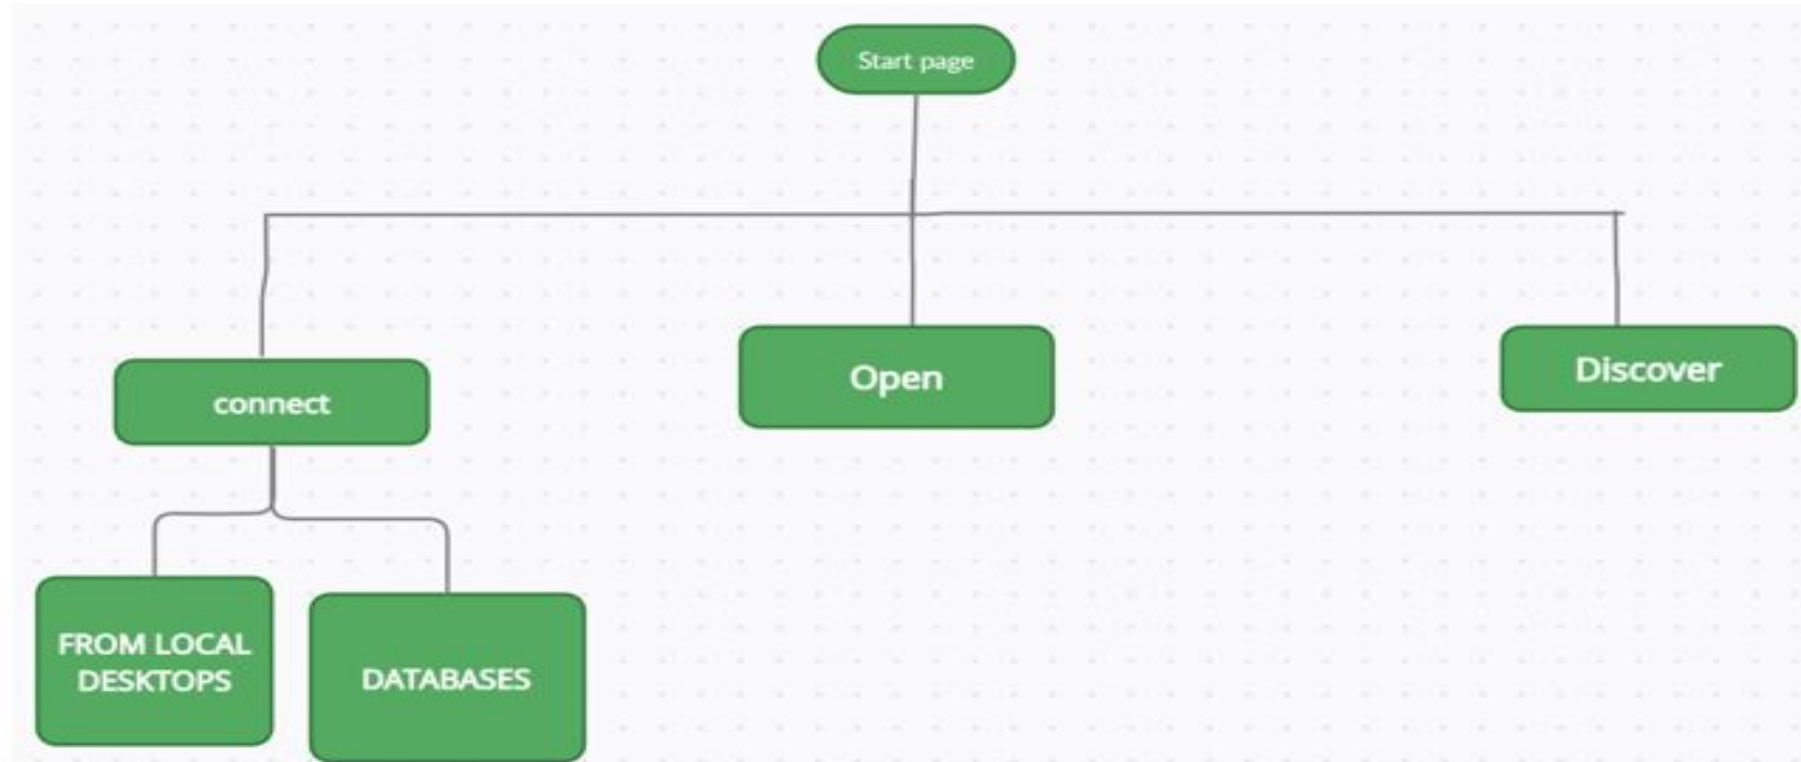 Start page
connect
Open
Discover
FROM LOCAL
DESKTOPS
DATABASES